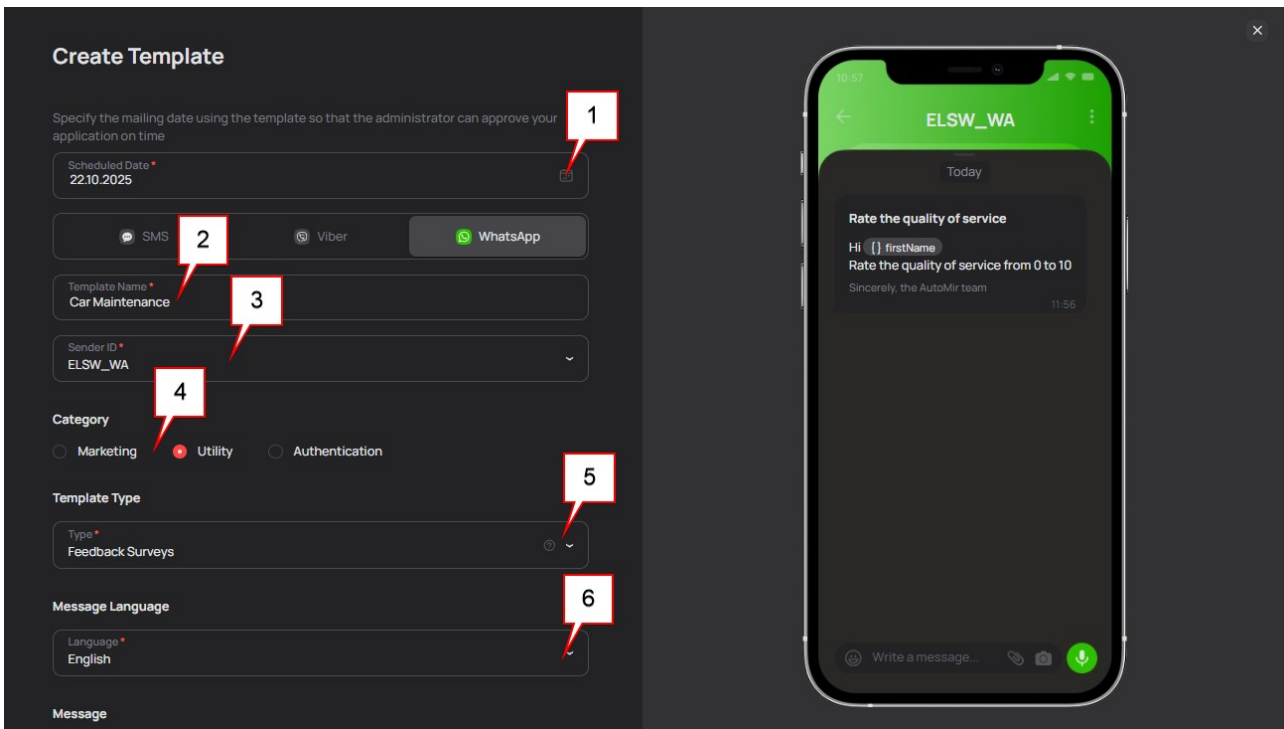 Create Template
Specify the mailing date using the template so that the administrator can approve your
application on time
1
Scheduled Date *
22.10.2025
SMS
Viber
WhatsApp
2
Template Name *
Car Maintenance
3
Sender ID *
ELSW_WA
4
Category
Marketing
Utility
Authentication
5
Template Type
Type *
Feedback Surveys
6
Message Language
Language *
English
Message
10:57
ELSW_WA
Today
Rate the quality of service
Hi {} firstName
Rate the quality of service from 0 to 10
Sincerely, the AutoMir team
11:56
Write a message...